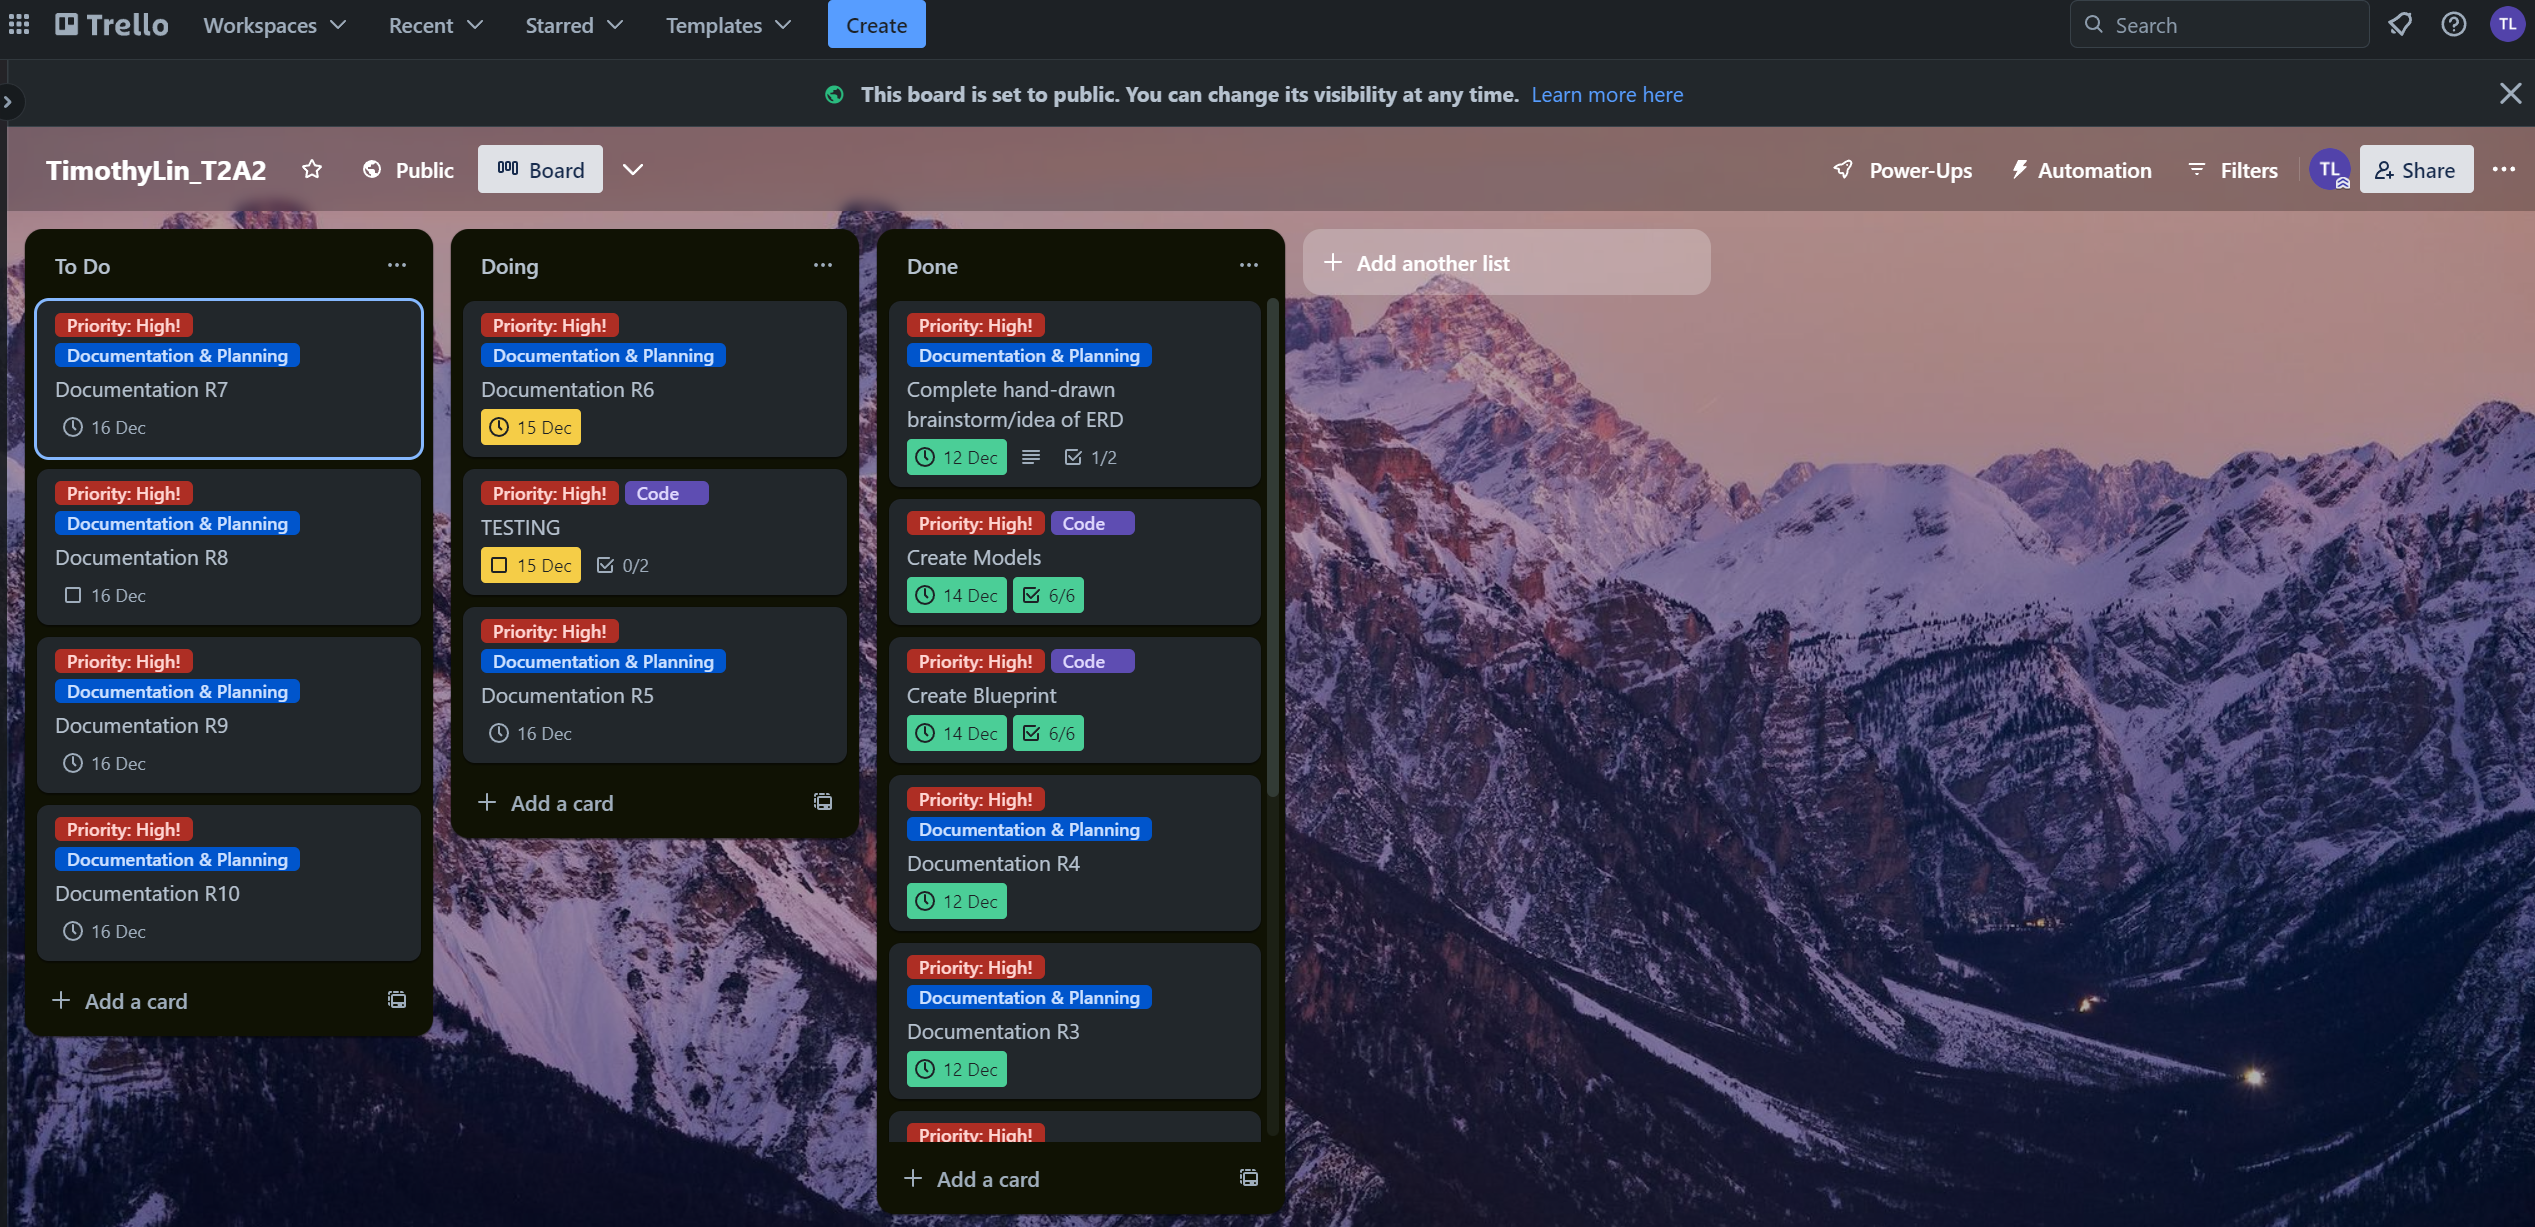 Trello Workspaces Recent Starred Templates Create Search TL
This board is set to public. You can change its visibility at any time. Learn more here
TimothyLin_T2A2 Public Board Power-Ups Automation Filters TL Share
To Do
Priority: High!
Documentation & Planning
Documentation R7
16 Dec
Priority: High!
Documentation & Planning
Documentation R8
16 Dec
Priority: High!
Documentation & Planning
Documentation R9
16 Dec
Priority: High!
Documentation & Planning
Documentation R10
16 Dec
Add a card
Doing
Priority: High!
Documentation & Planning
Documentation R6
15 Dec
Priority: High! Code
TESTING
15 Dec 0/2
Priority: High!
Documentation & Planning
Documentation R5
16 Dec
Add a card
Done
Priority: High!
Documentation & Planning
Complete hand-drawn
brainstorm/idea of ERD
12 Dec 1/2
Priority: High! Code
Create Models
14 Dec 6/6
Priority: High! Code
Create Blueprint
14 Dec 6/6
Priority: High!
Documentation & Planning
Documentation R4
12 Dec
Priority: High!
Documentation & Planning
Documentation R3
12 Dec
Priority: High!
Add a card
Add another list